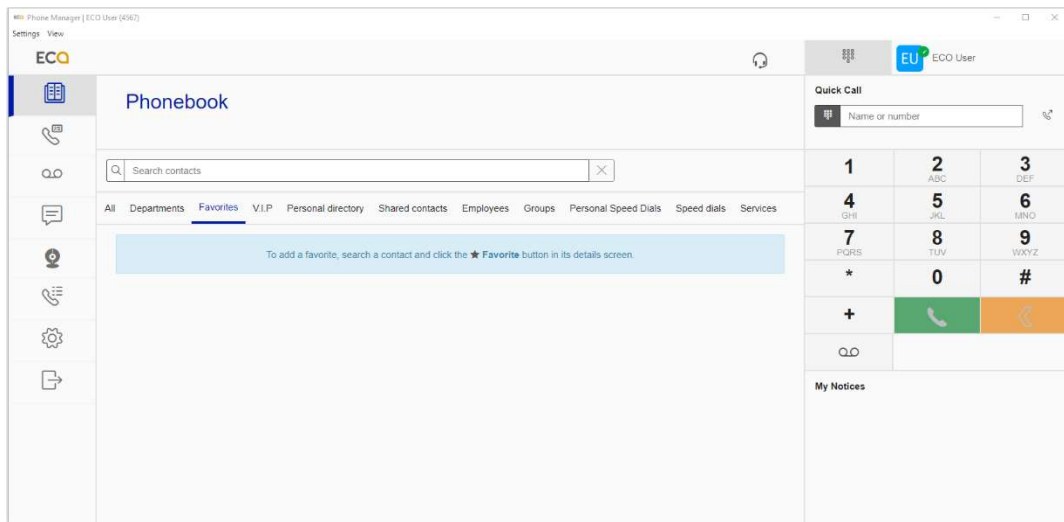 ECO Phone Manager | ECO User (4567)
Settings View
ECO
EU ECO User
Phonebook
Search contacts
All Departments Favorites V.I.P Personal directory Shared contacts Employees Groups Personal Speed Dials Speed dials Services
To add a favorite, search a contact and click the ★ Favorite button in its details screen.
Quick Call
Name or number
1 2 3
ABC DEF
4 5 6
GHI JKL MNO
7 8 9
PQRS TUV WXYZ
* 0 #
+
My Notices